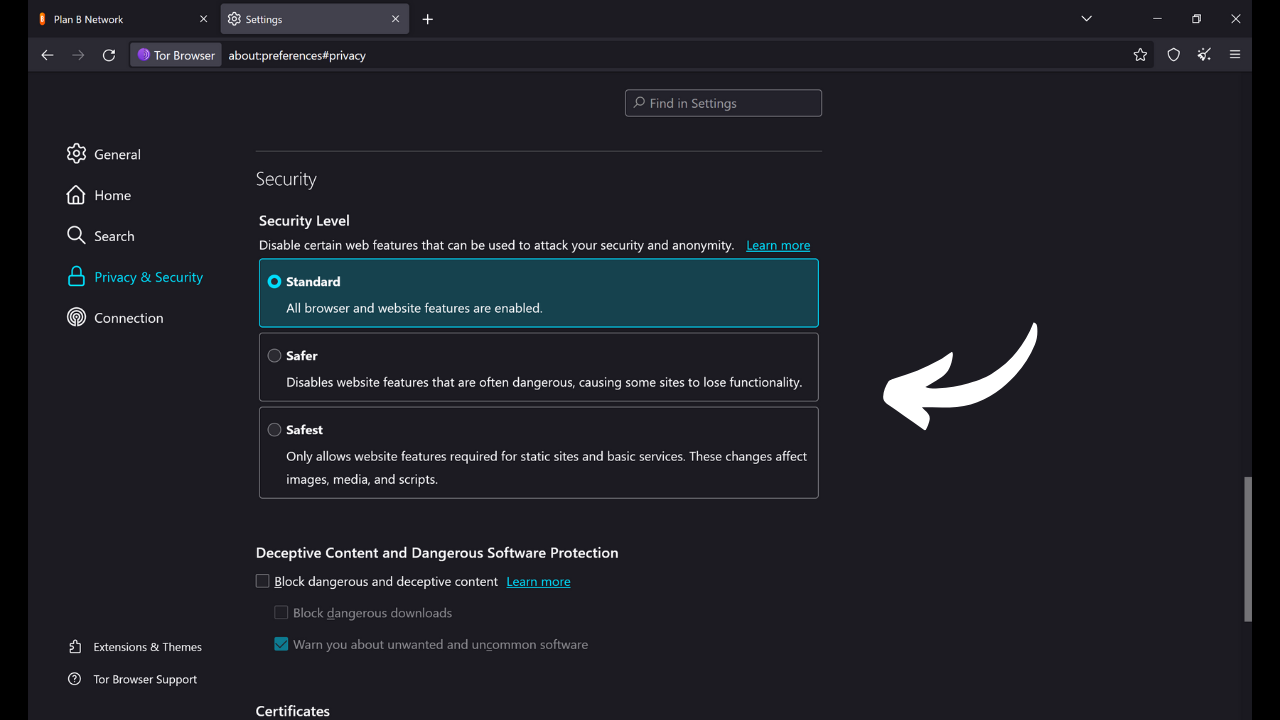 Plan B Network
Settings
Tor Browser
about:preferences#privacy
Find in Settings
General
Home
Search
Privacy & Security
Connection
Extensions & Themes
Tor Browser Support
Security
Security Level
Disable certain web features that can be used to attack your security and anonymity. Learn more
Standard
All browser and website features are enabled.
Safer
Disables website features that are often dangerous, causing some sites to lose functionality.
Safest
Only allows website features required for static sites and basic services. These changes affect
images, media, and scripts.
Deceptive Content and Dangerous Software Protection
Block dangerous and deceptive content Learn more
Block dangerous downloads
Warn you about unwanted and uncommon software
Certificates